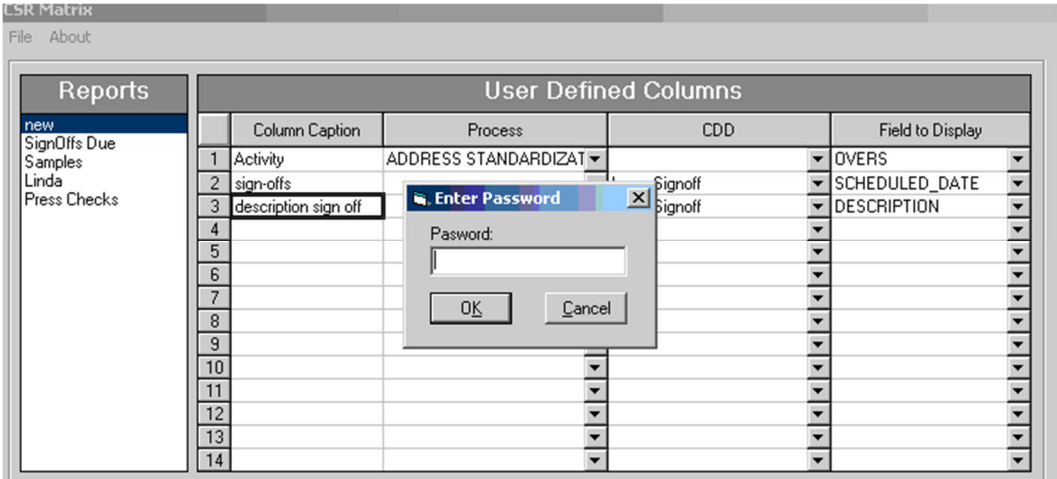 CSR Matrix
File About
Reports
new
SignOffs Due
Samples
Linda
Press Checks
User Defined Columns
Column Caption Process CDD Field to Display
1 Activity ADDRESS STANDARDIZAT OVERS
2 sign-offs Signoff SCHEDULED_DATE
3 description sign off Signoff DESCRIPTION
4
5
6
7
8
9
10
11
12
13
14
Enter Password
Pasword:
OK Cancel